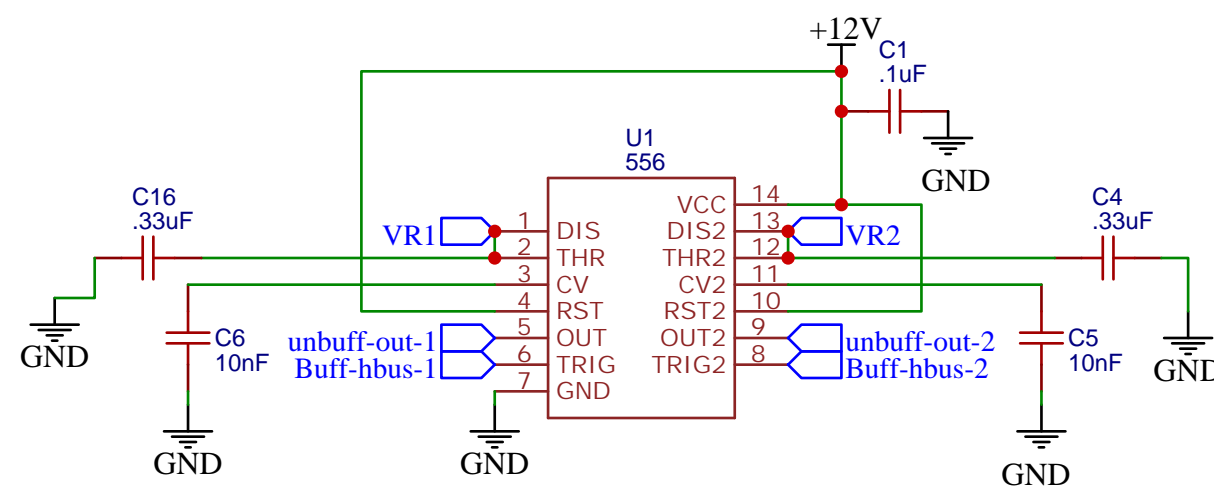 +12V
C1
.1uF
GND
U1
556
C16
.33uF
GND
C4
.33uF
GND
VR1
VR2
1 DIS
2 THR
3 CV
4 RST
5 OUT
6 TRIG
7 GND
VCC 14
DIS2 13
THR2 12
CV2 11
RST2 10
OUT2 9
TRIG2 8
unbuff-out-1
Buff-hbus-1
unbuff-out-2
Buff-hbus-2
C6
10nF
GND
GND
C5
10nF
GND